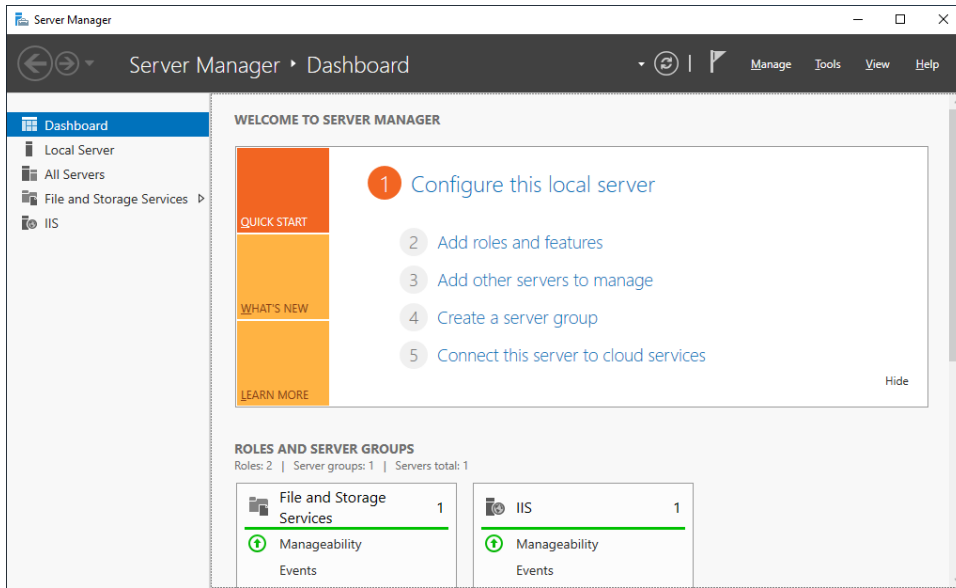 Server Manager
Server Manager ‣ Dashboard
Manage Tools View Help
Dashboard
Local Server
All Servers
File and Storage Services
IIS
WELCOME TO SERVER MANAGER
QUICK START
WHAT'S NEW
LEARN MORE
1 Configure this local server
2 Add roles and features
3 Add other servers to manage
4 Create a server group
5 Connect this server to cloud services
Hide
ROLES AND SERVER GROUPS
Roles: 2 | Server groups: 1 | Servers total: 1
File and Storage
Services 1
Manageability
Events
IIS 1
Manageability
Events